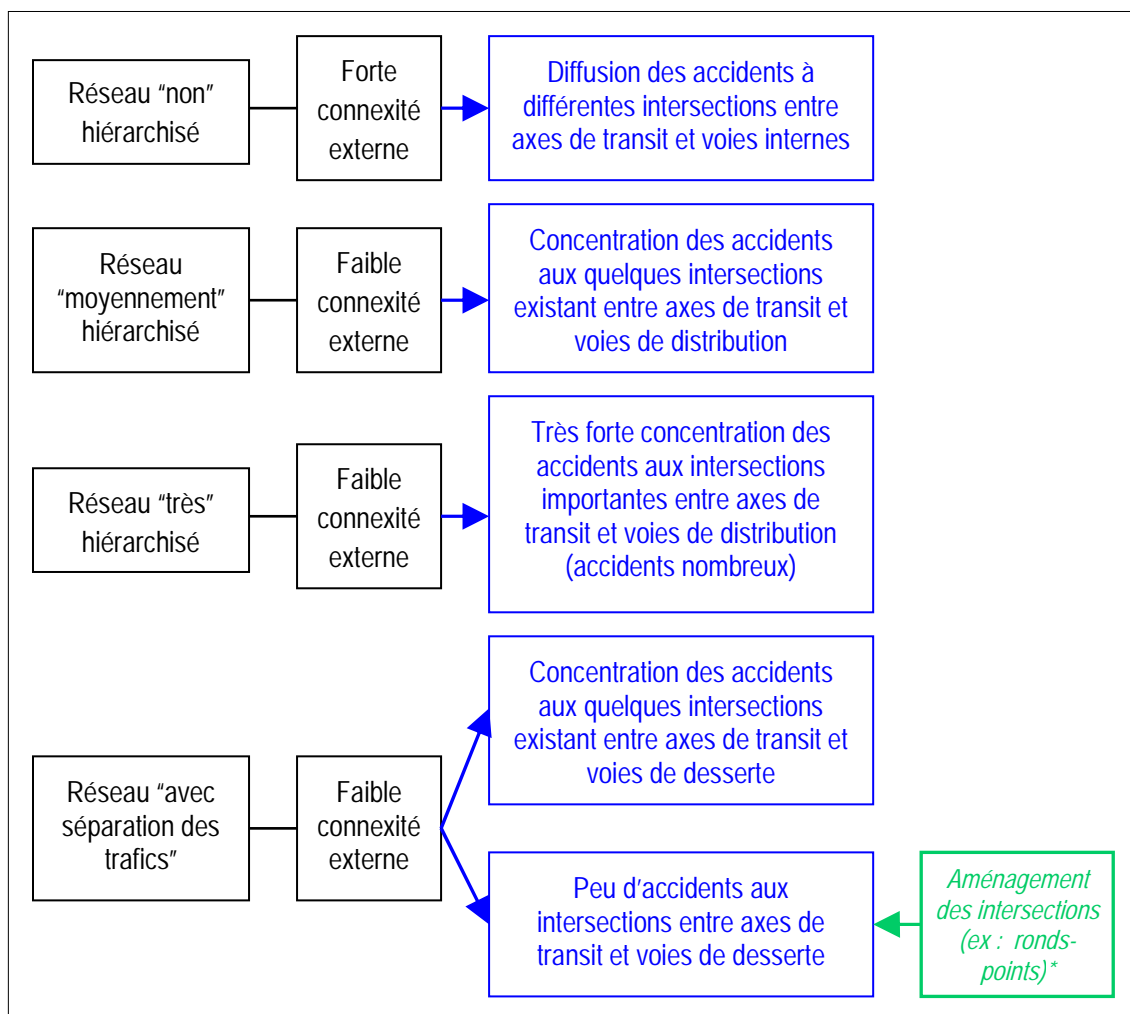 Réseau “non”
hiérarchisé
Forte
connexité
externe
Diffusion des accidents à
différentes intersections entre
axes de transit et voies internes
Réseau
“moyennement”
hiérarchisé
Faible
connexité
externe
Concentration des accidents
aux quelques intersections
existant entre axes de transit et
voies de distribution
Réseau “très”
hiérarchisé
Faible
connexité
externe
Très forte concentration des
accidents aux intersections
importantes entre axes de
transit et voies de distribution
(accidents nombreux)
Réseau “avec
séparation des
trafics”
Faible
connexité
externe
Concentration des accidents
aux quelques intersections
existant entre axes de transit et
voies de desserte
Peu d’accidents aux
intersections entre axes de
transit et voies de desserte
Aménagement
des intersections
(ex : ronds-
points)*